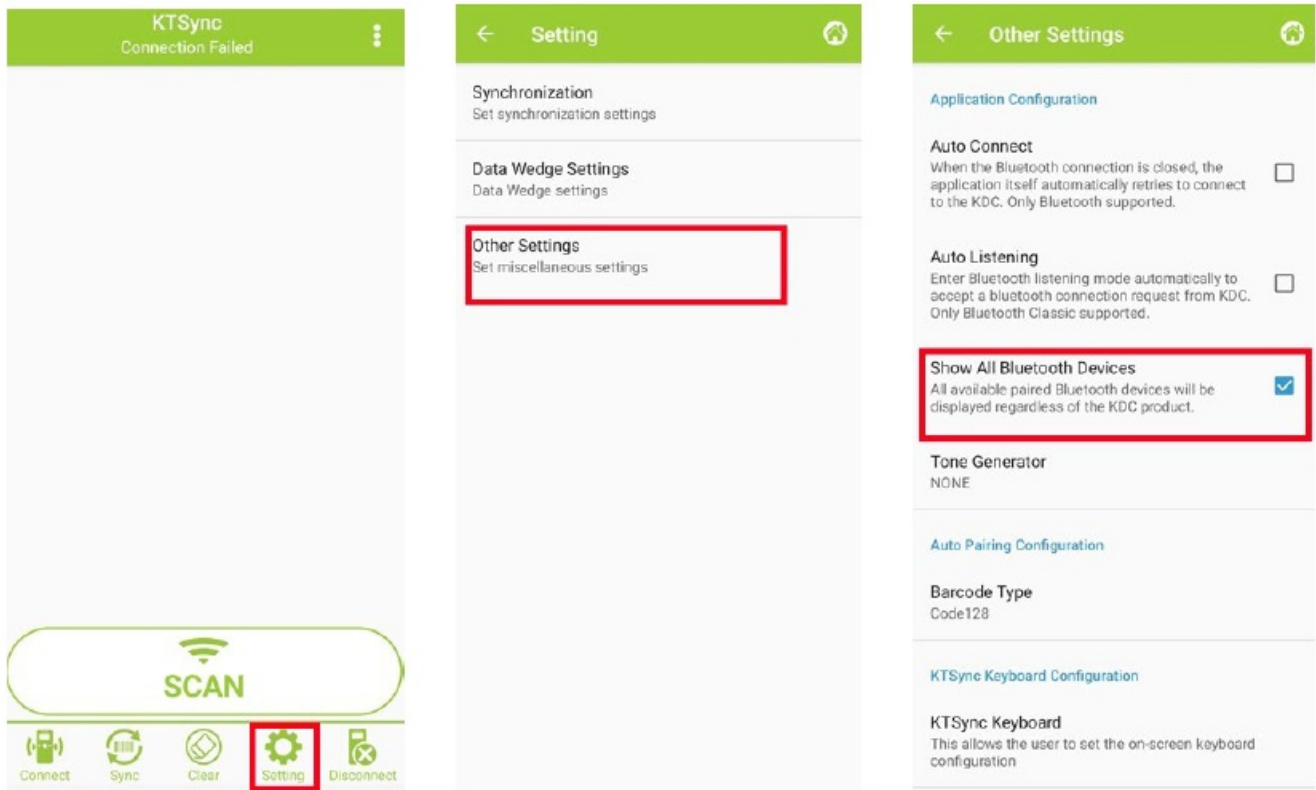 KTSync
Connection Failed
SCAN
Connect
Sync
Clear
Setting
Disconnect
Setting
Synchronization
Set synchronization settings
Data Wedge Settings
Data Wedge settings
Other Settings
Set miscellaneous settings
Other Settings
Application Configuration
Auto Connect
When the Bluetooth connection is closed, the
application itself automatically retries to connect
to the KDC. Only Bluetooth supported.
Auto Listening
Enter Bluetooth listening mode automatically to
accept a bluetooth connection request from KDC.
Only Bluetooth Classic supported.
Show All Bluetooth Devices
All available paired Bluetooth devices will be
displayed regardless of the KDC product.
Tone Generator
NONE
Auto Pairing Configuration
Barcode Type
Code128
KTSync Keyboard Configuration
KTSync Keyboard
This allows the user to set the on-screen keyboard
configuration